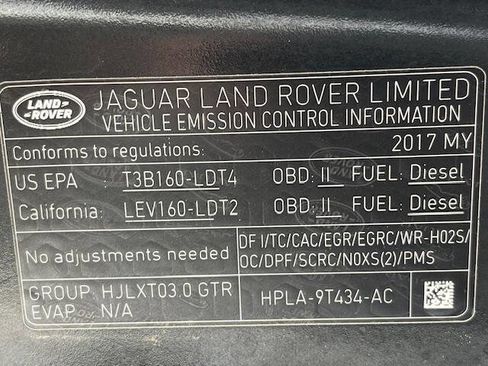 LAND-
ROVER
JAGUAR LAND ROVER LIMITED
VEHICLE EMISSION CONTROL INFORMATION
Conforms to regulations: 2017 MY
US EPA : T3B160-LDT4 OBD: II FUEL: Diesel
California: LEV160-LDT2 OBD: II FUEL: Diesel
No adjustments needed
DFI/TC/CAC/EGR/EGRC/WR-H02S/
OC/DPF/SCRC/N0XS(2)/PMS
GROUP: HJLXT03.0 GTR
EVAP: N/A
HPLA-9T434-AC